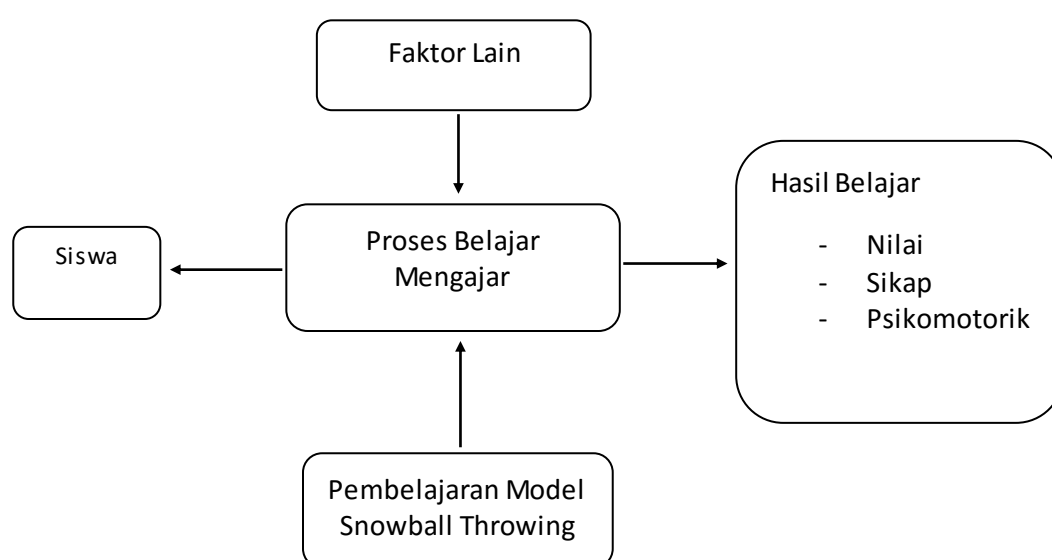 Faktor Lain
Siswa
Proses Belajar
Mengajar
Hasil Belajar
- Nilai
- Sikap
- Psikomotorik
Pembelajaran Model
Snowball Throwing